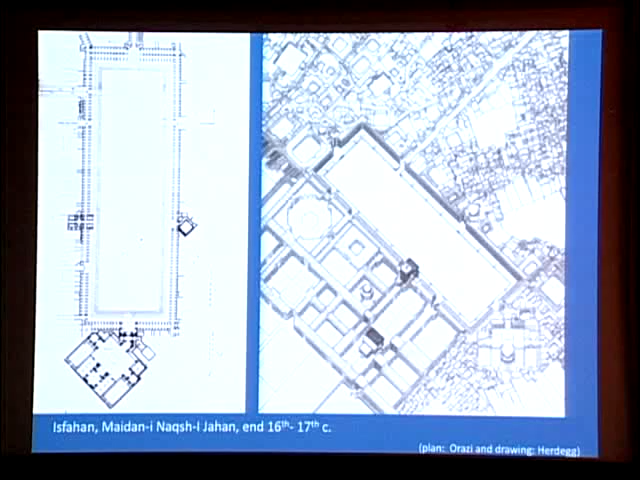 Isfahan, Maidan-i Naqsh-I Jahan, end 16th- 17th c.
(plan: Orazi and drawing: Herdegg)